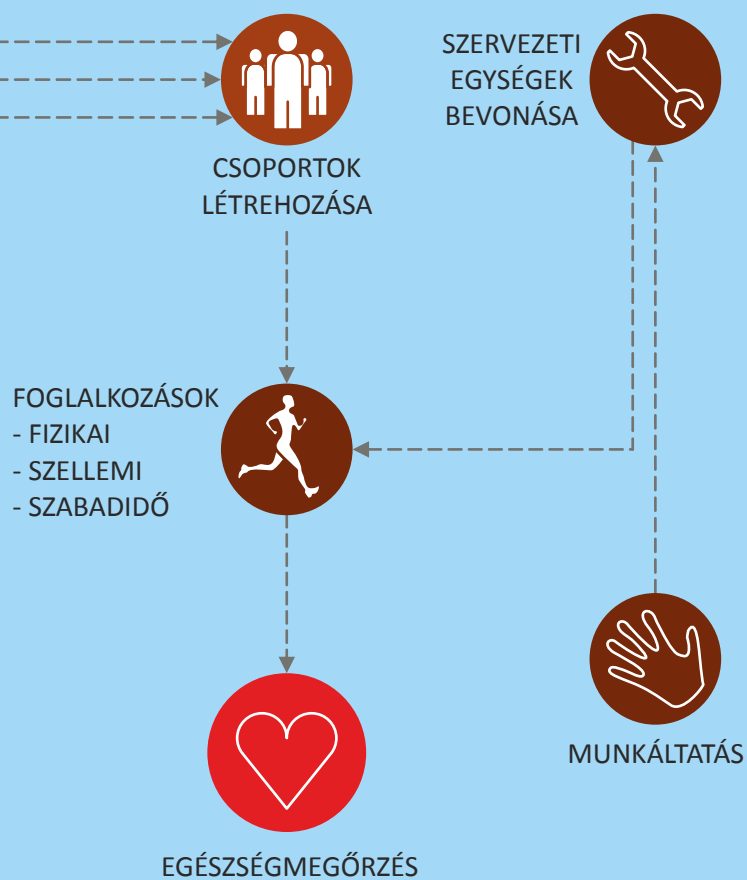 CSOPORTOK
LÉTREHOZÁSA
SZERVEZETI
EGYSÉGEK
BEVONÁSA
FOGLALKOZÁSOK
- FIZIKAI
- SZELLEMI
- SZABADIDŐ
MUNKÁLTATÁS
EGÉSZSÉGMEGŐRZÉS